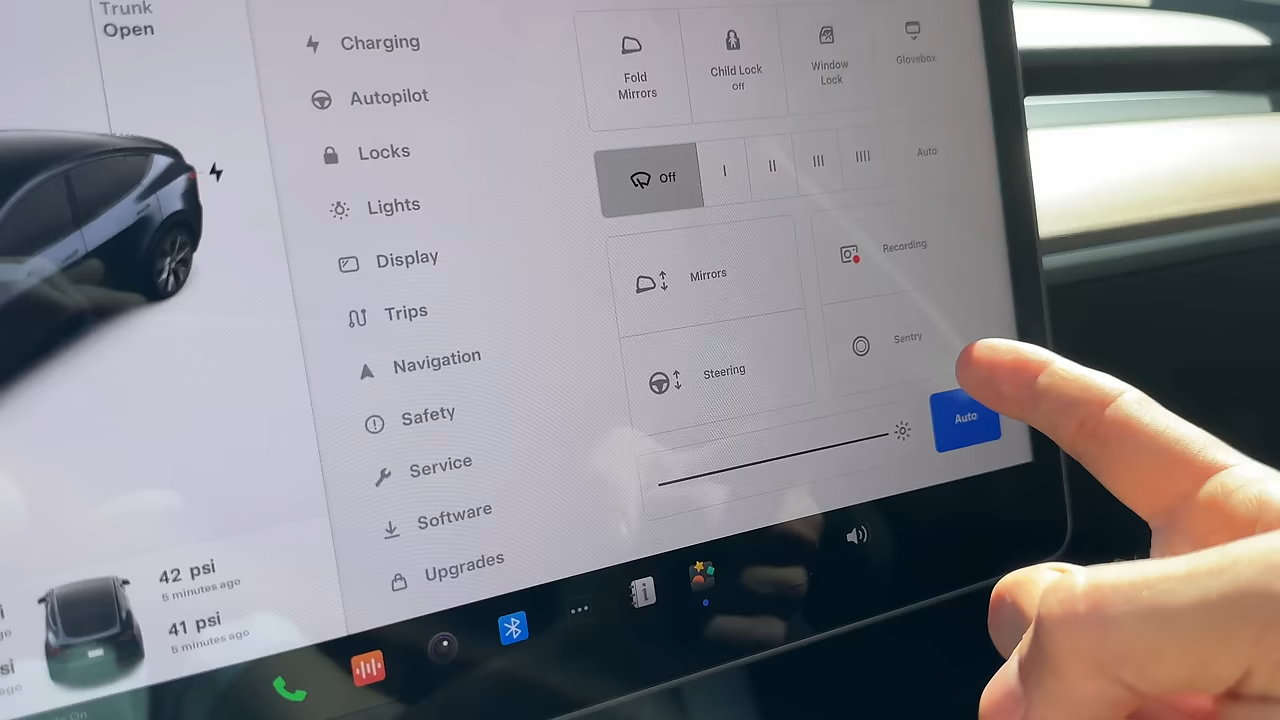 Trunk
Open
Charging
Autopilot
Locks
Lights
Display
Trips
Navigation
Safety
Service
Software
Upgrades
Fold
Mirrors
Child Lock
Off
Window
Lock
Glovebox
Off
I
II
III
IIII
Auto
Mirrors
Recording
Steering
Sentry
Auto
42 psi
5 minutes ago
41 psi
5 minutes ago
si
ago